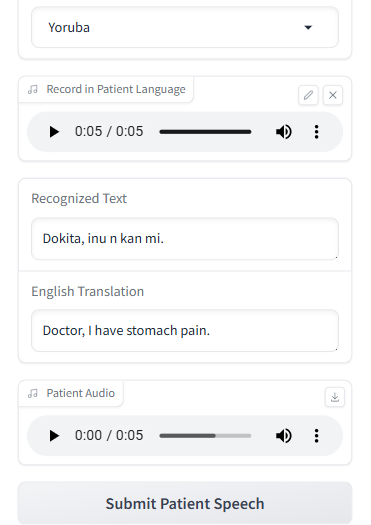 Yoruba
Record in Patient Language
0:05 / 0:05
Recognized Text
Dokita, inu n kan mi.
English Translation
Doctor, I have stomach pain.
Patient Audio
0:00 / 0:05
Submit Patient Speech